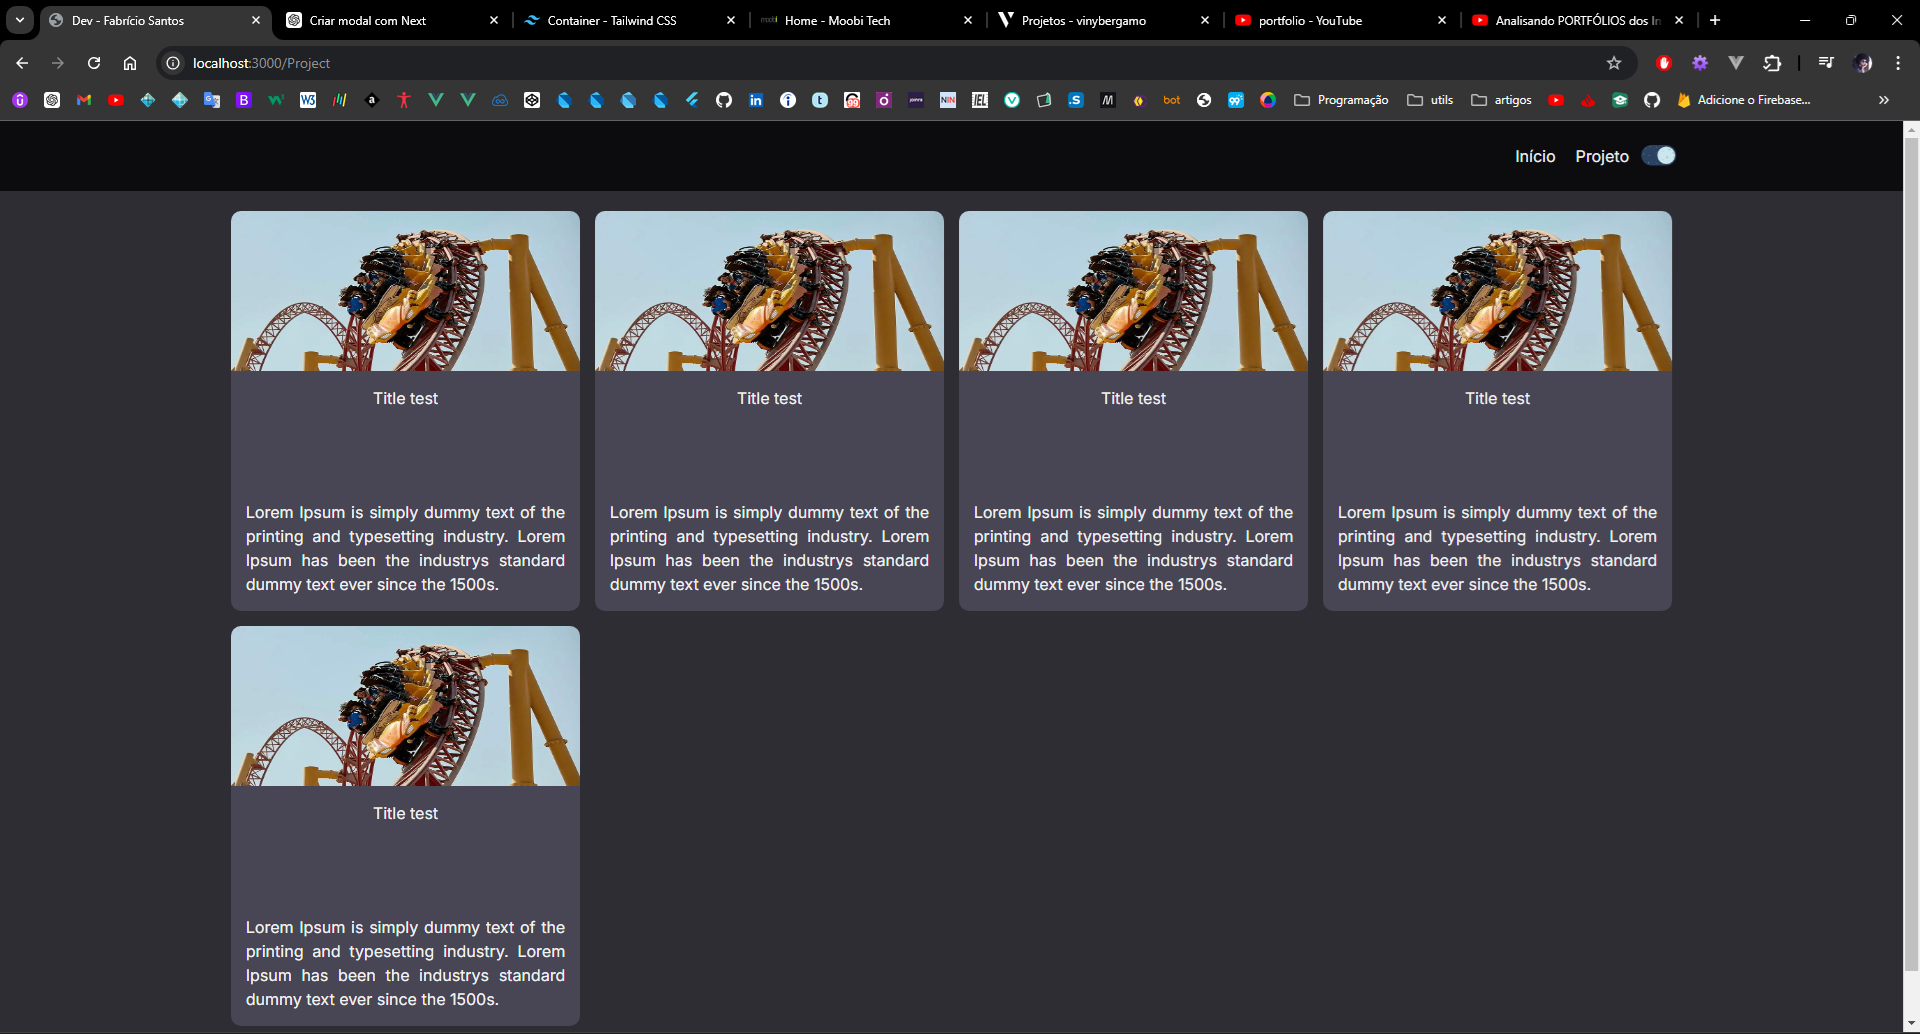 Dev - Fabrício Santos
Criar modal com Next
Container - Tailwind CSS
Home - Moobi Tech
Projetos - vinybergamo
portfolio - YouTube
Analisando PORTFÓLIOS dos In
localhost:3000/Project
Programação
utils
artigos
Adicione o Firebase...
Início
Projeto
Title test
Lorem Ipsum is simply dummy text of the
printing and typesetting industry. Lorem
Ipsum has been the industrys standard
dummy text ever since the 1500s.
Title test
Lorem Ipsum is simply dummy text of the
printing and typesetting industry. Lorem
Ipsum has been the industrys standard
dummy text ever since the 1500s.
Title test
Lorem Ipsum is simply dummy text of the
printing and typesetting industry. Lorem
Ipsum has been the industrys standard
dummy text ever since the 1500s.
Title test
Lorem Ipsum is simply dummy text of the
printing and typesetting industry. Lorem
Ipsum has been the industrys standard
dummy text ever since the 1500s.
Title test
Lorem Ipsum is simply dummy text of the
printing and typesetting industry. Lorem
Ipsum has been the industrys standard
dummy text ever since the 1500s.